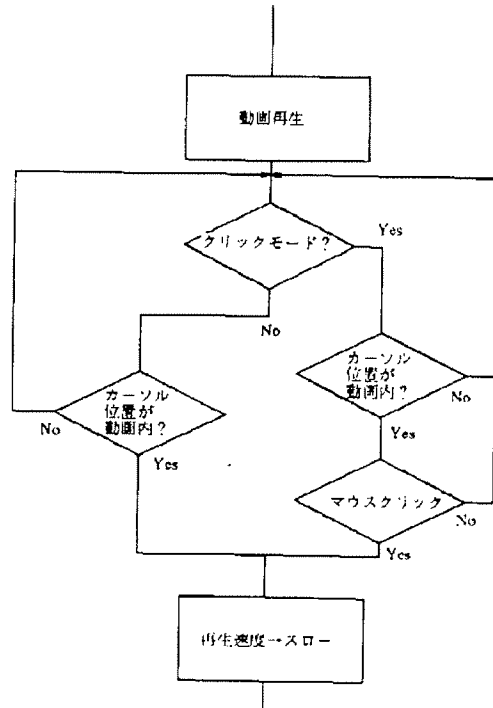 動画再生
クリックモード？
Yes
No
カーソル
位置が
動画内？
No
Yes
カーソル
位置が
動画内？
No
Yes
マウスクリック
No
Yes
再生速度→スロー